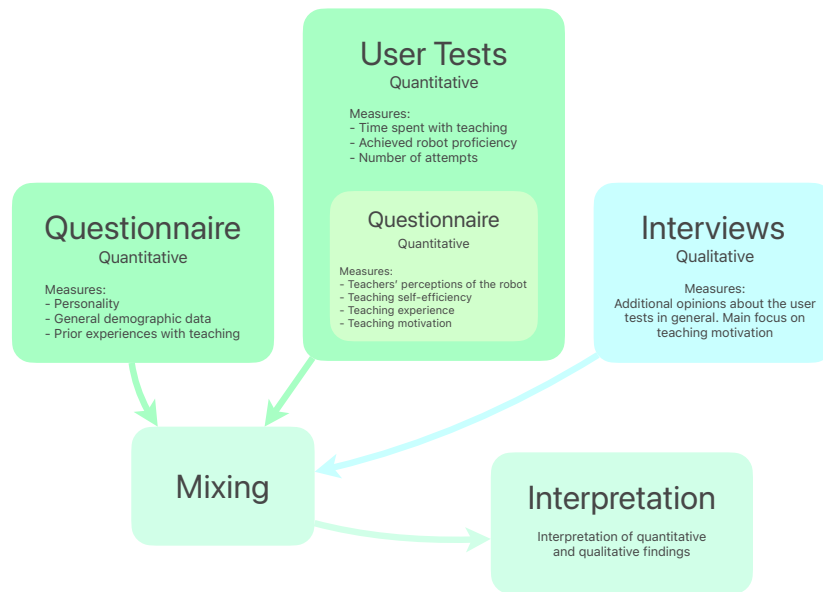 User Tests
Quantitative
Measures:
- Time spent with teaching
- Achieved robot proficiency
- Number of attempts
Questionnaire
Quantitative
Measures:
- Teachers' perceptions of the robot
- Teaching self-efficiency
- Teaching experience
- Teaching motivation
Questionnaire
Quantitative
Measures:
- Personality
- General demographic data
- Prior experiences with teaching
Interviews
Qualitative
Measures:
Additional opinions about the user
tests in general. Main focus on
teaching motivation
Mixing
Interpretation
Interpretation of quantitative
and qualitative findings